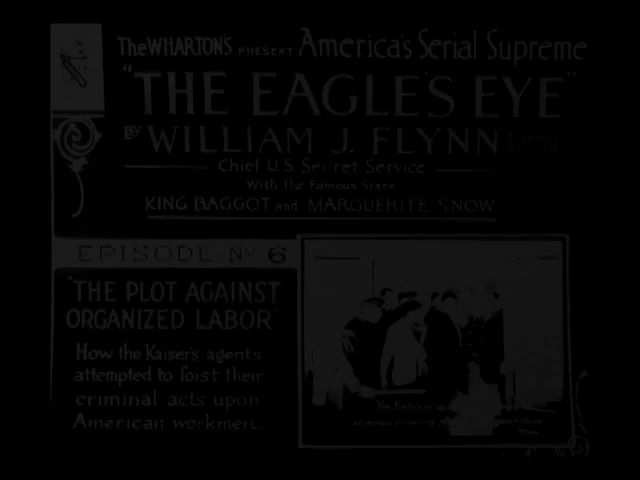 The WHARTON'S PRESENT America's Serial Supreme
"THE EAGLE'S EYE"
BY WILLIAM J. FLYNN Recently Retired
Chief U.S. Secret Service
With The Famous Stars
KING BAGGOT and MARGUERITE SNOW
EPISODE No 6
"THE PLOT AGAINST
ORGANIZED LABOR"
How the Kaiser's agents
attempted to foist their
criminal acts upon
American workmen.